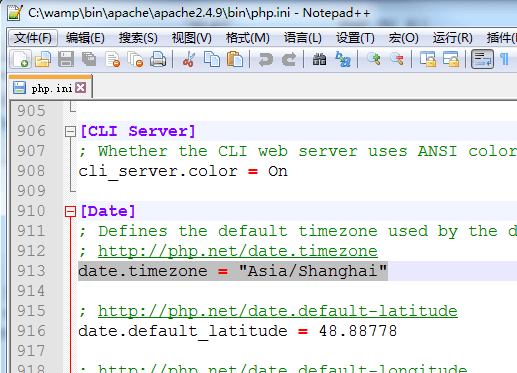 C:\wamp\bin\apache\apache2.4.9\bin\php.ini - Notepad++
文件(F) 编辑(E) 搜索(S) 视图(V) 格式(M) 语言(L) 设置(T) 宏(O) 运行(R) 插件
php.ini
905
906 [CLI Server]
907 ; Whether the CLI web server uses ANSI color
908 cli_server.color = On
909
910 [Date]
911 ; Defines the default timezone used by the d
912 ; http://php.net/date.timezone
913 date.timezone = "Asia/Shanghai"
914
915 ; http://php.net/date.default-latitude
916 date.default_latitude = 48.88778
917
918 ; http://php.net/date.default-longitude